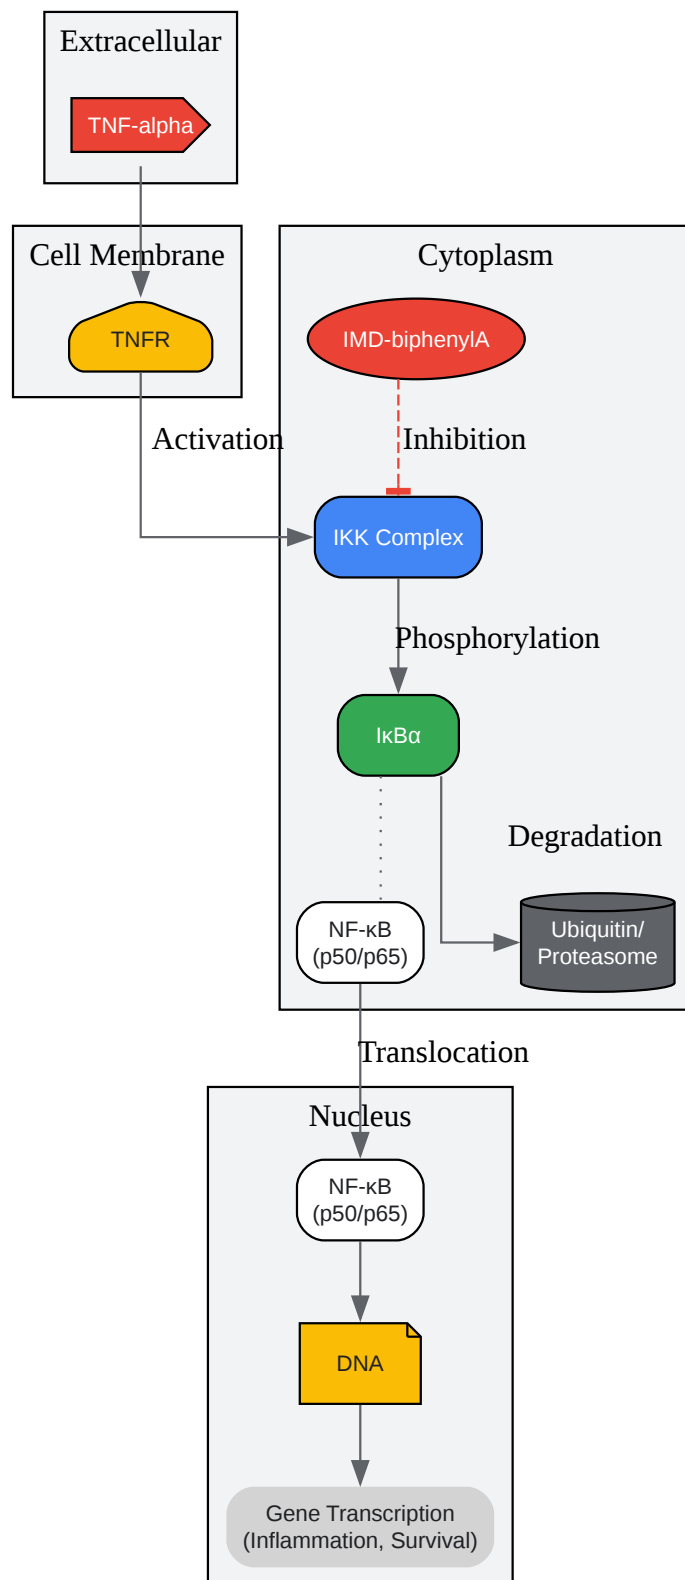 Extracellular
TNF-alpha
Cell Membrane
TNFR
Cytoplasm
IMD-biphenylA
Activation
Inhibition
IKK Complex
Phosphorylation
IκBα
Degradation
NF-κB
(p50/p65)
Ubiquitin/
Proteasome
Translocation
Nucleus
NF-κB
(p50/p65)
DNA
Gene Transcription
(Inflammation, Survival)